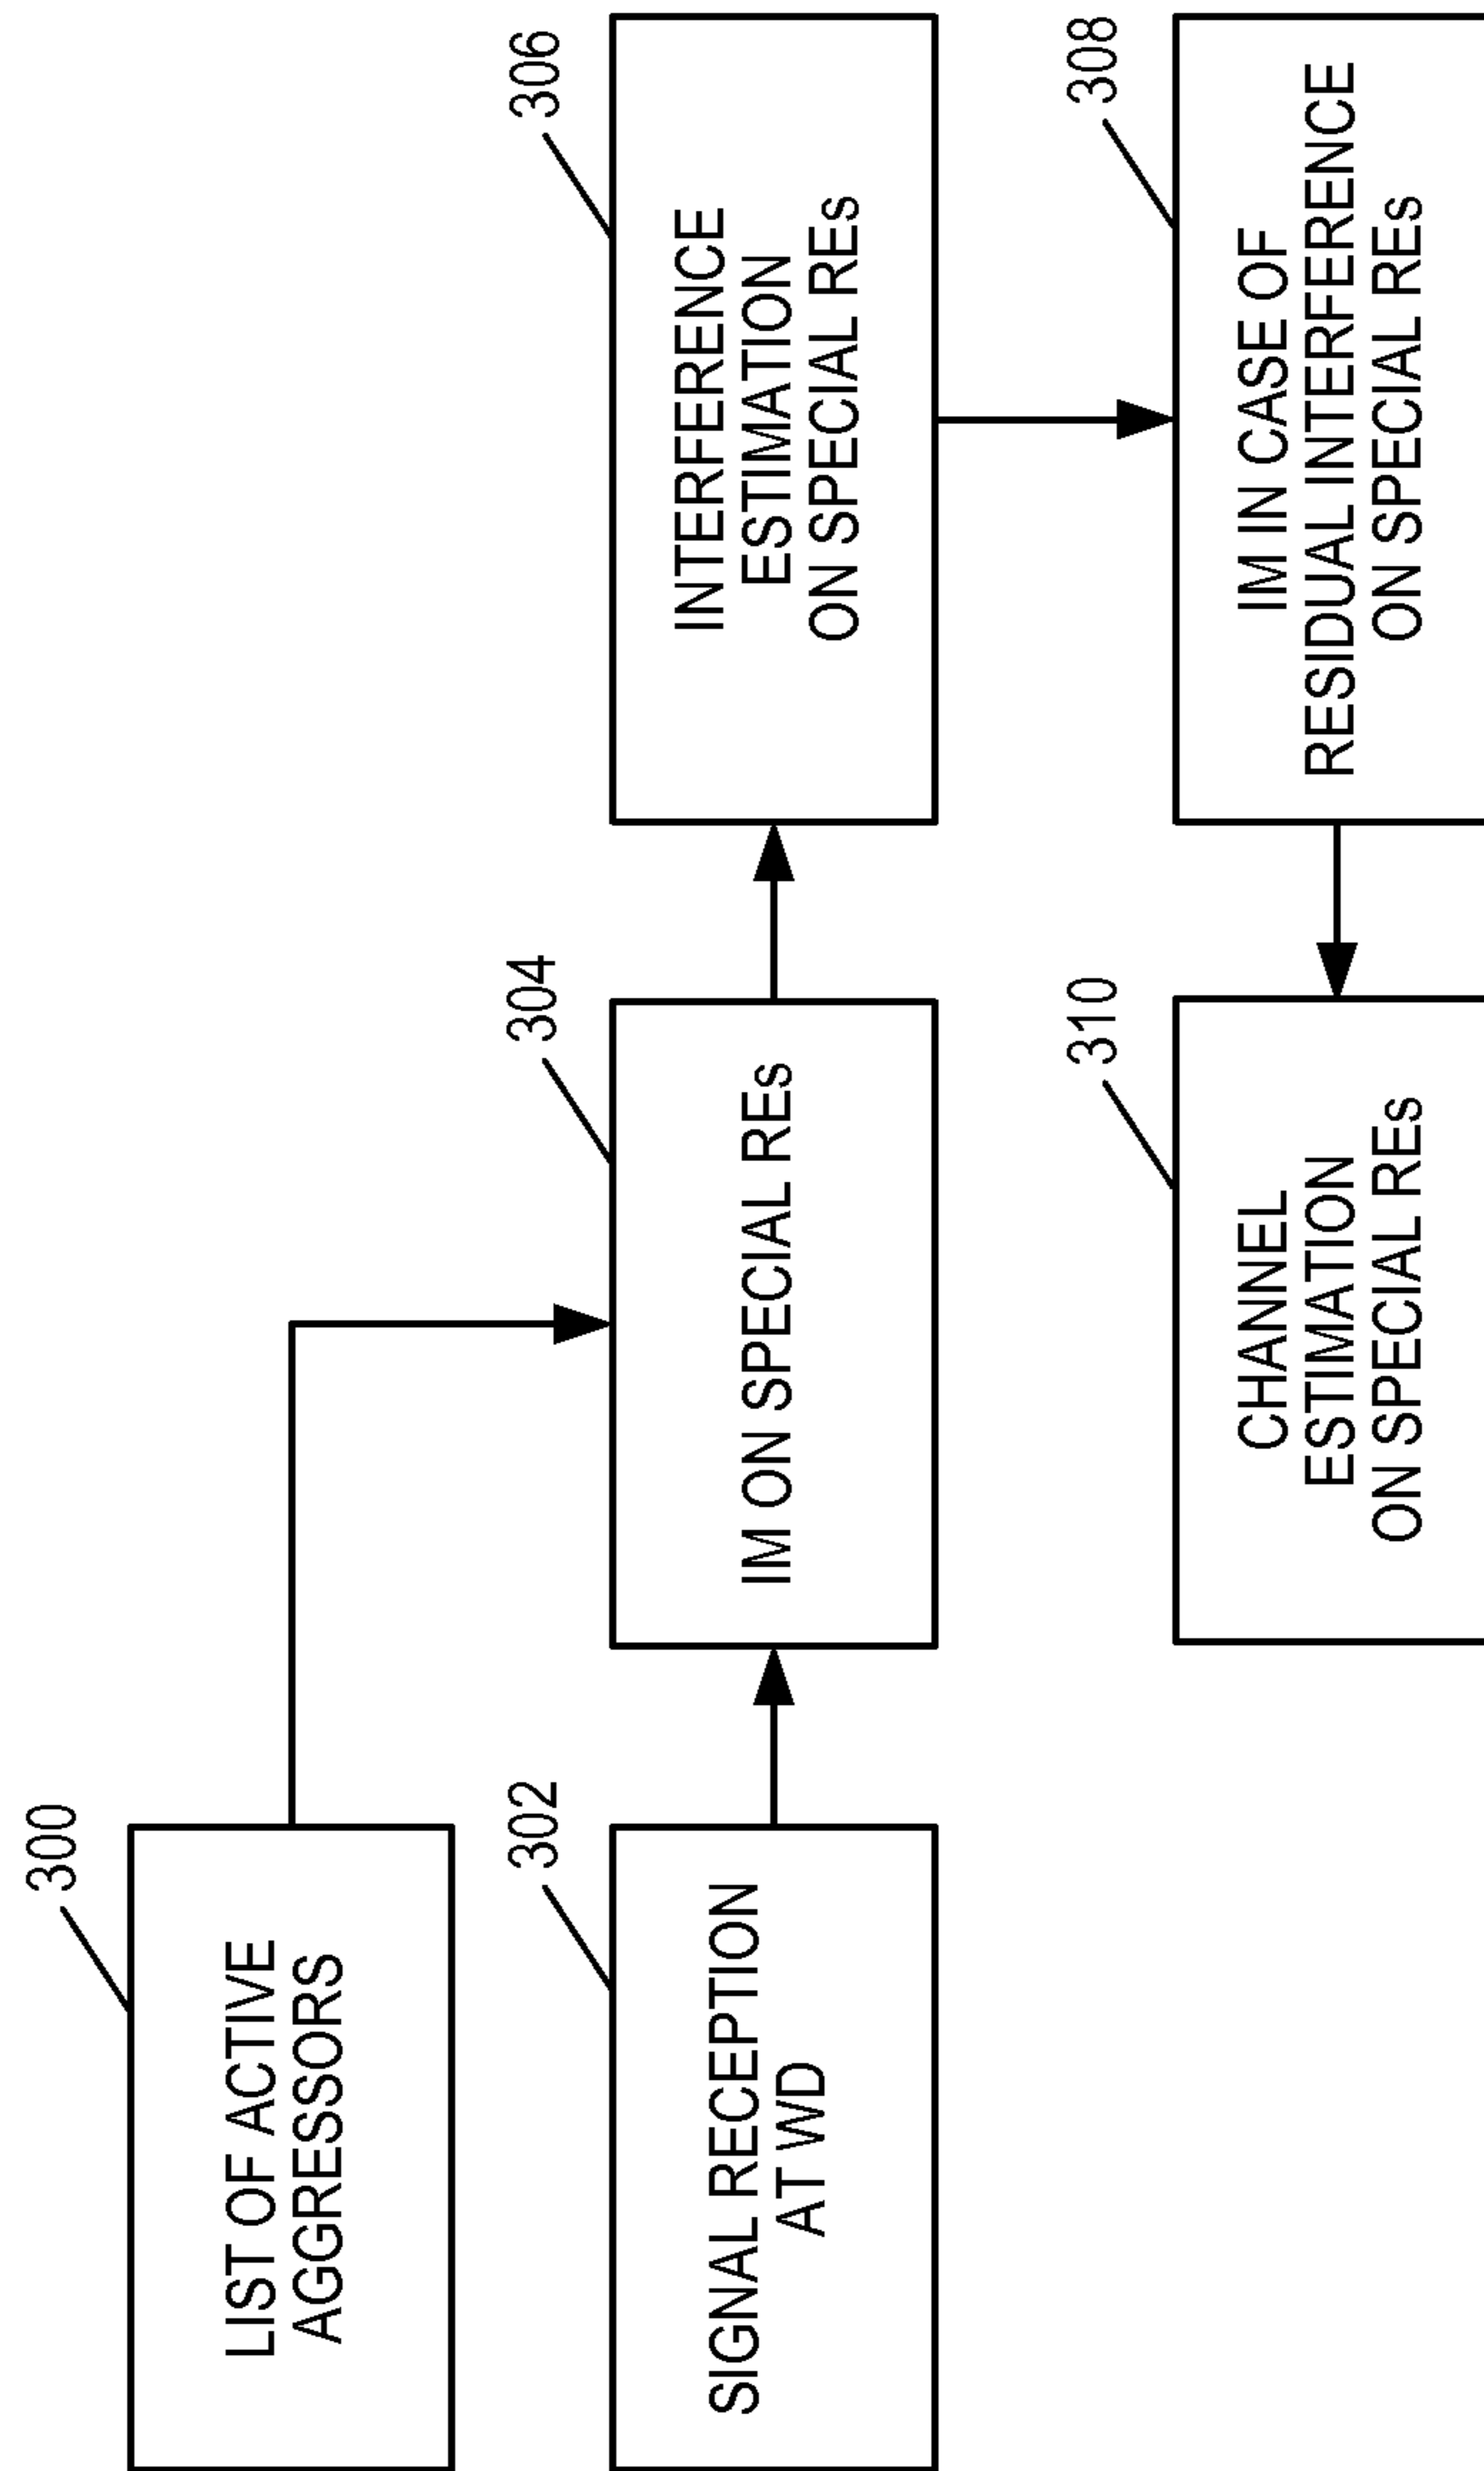 300
LIST OF ACTIVE
AGGRESSORS
302
SIGNAL RECEPTION
AT WD
304
IM ON SPECIAL REs
306
INTERFERENCE
ESTIMATION
ON SPECIAL REs
308
IM IN CASE OF
RESIDUAL INTERFERENCE
ON SPECIAL REs
310
CHANNEL
ESTIMATION
ON SPECIAL REs